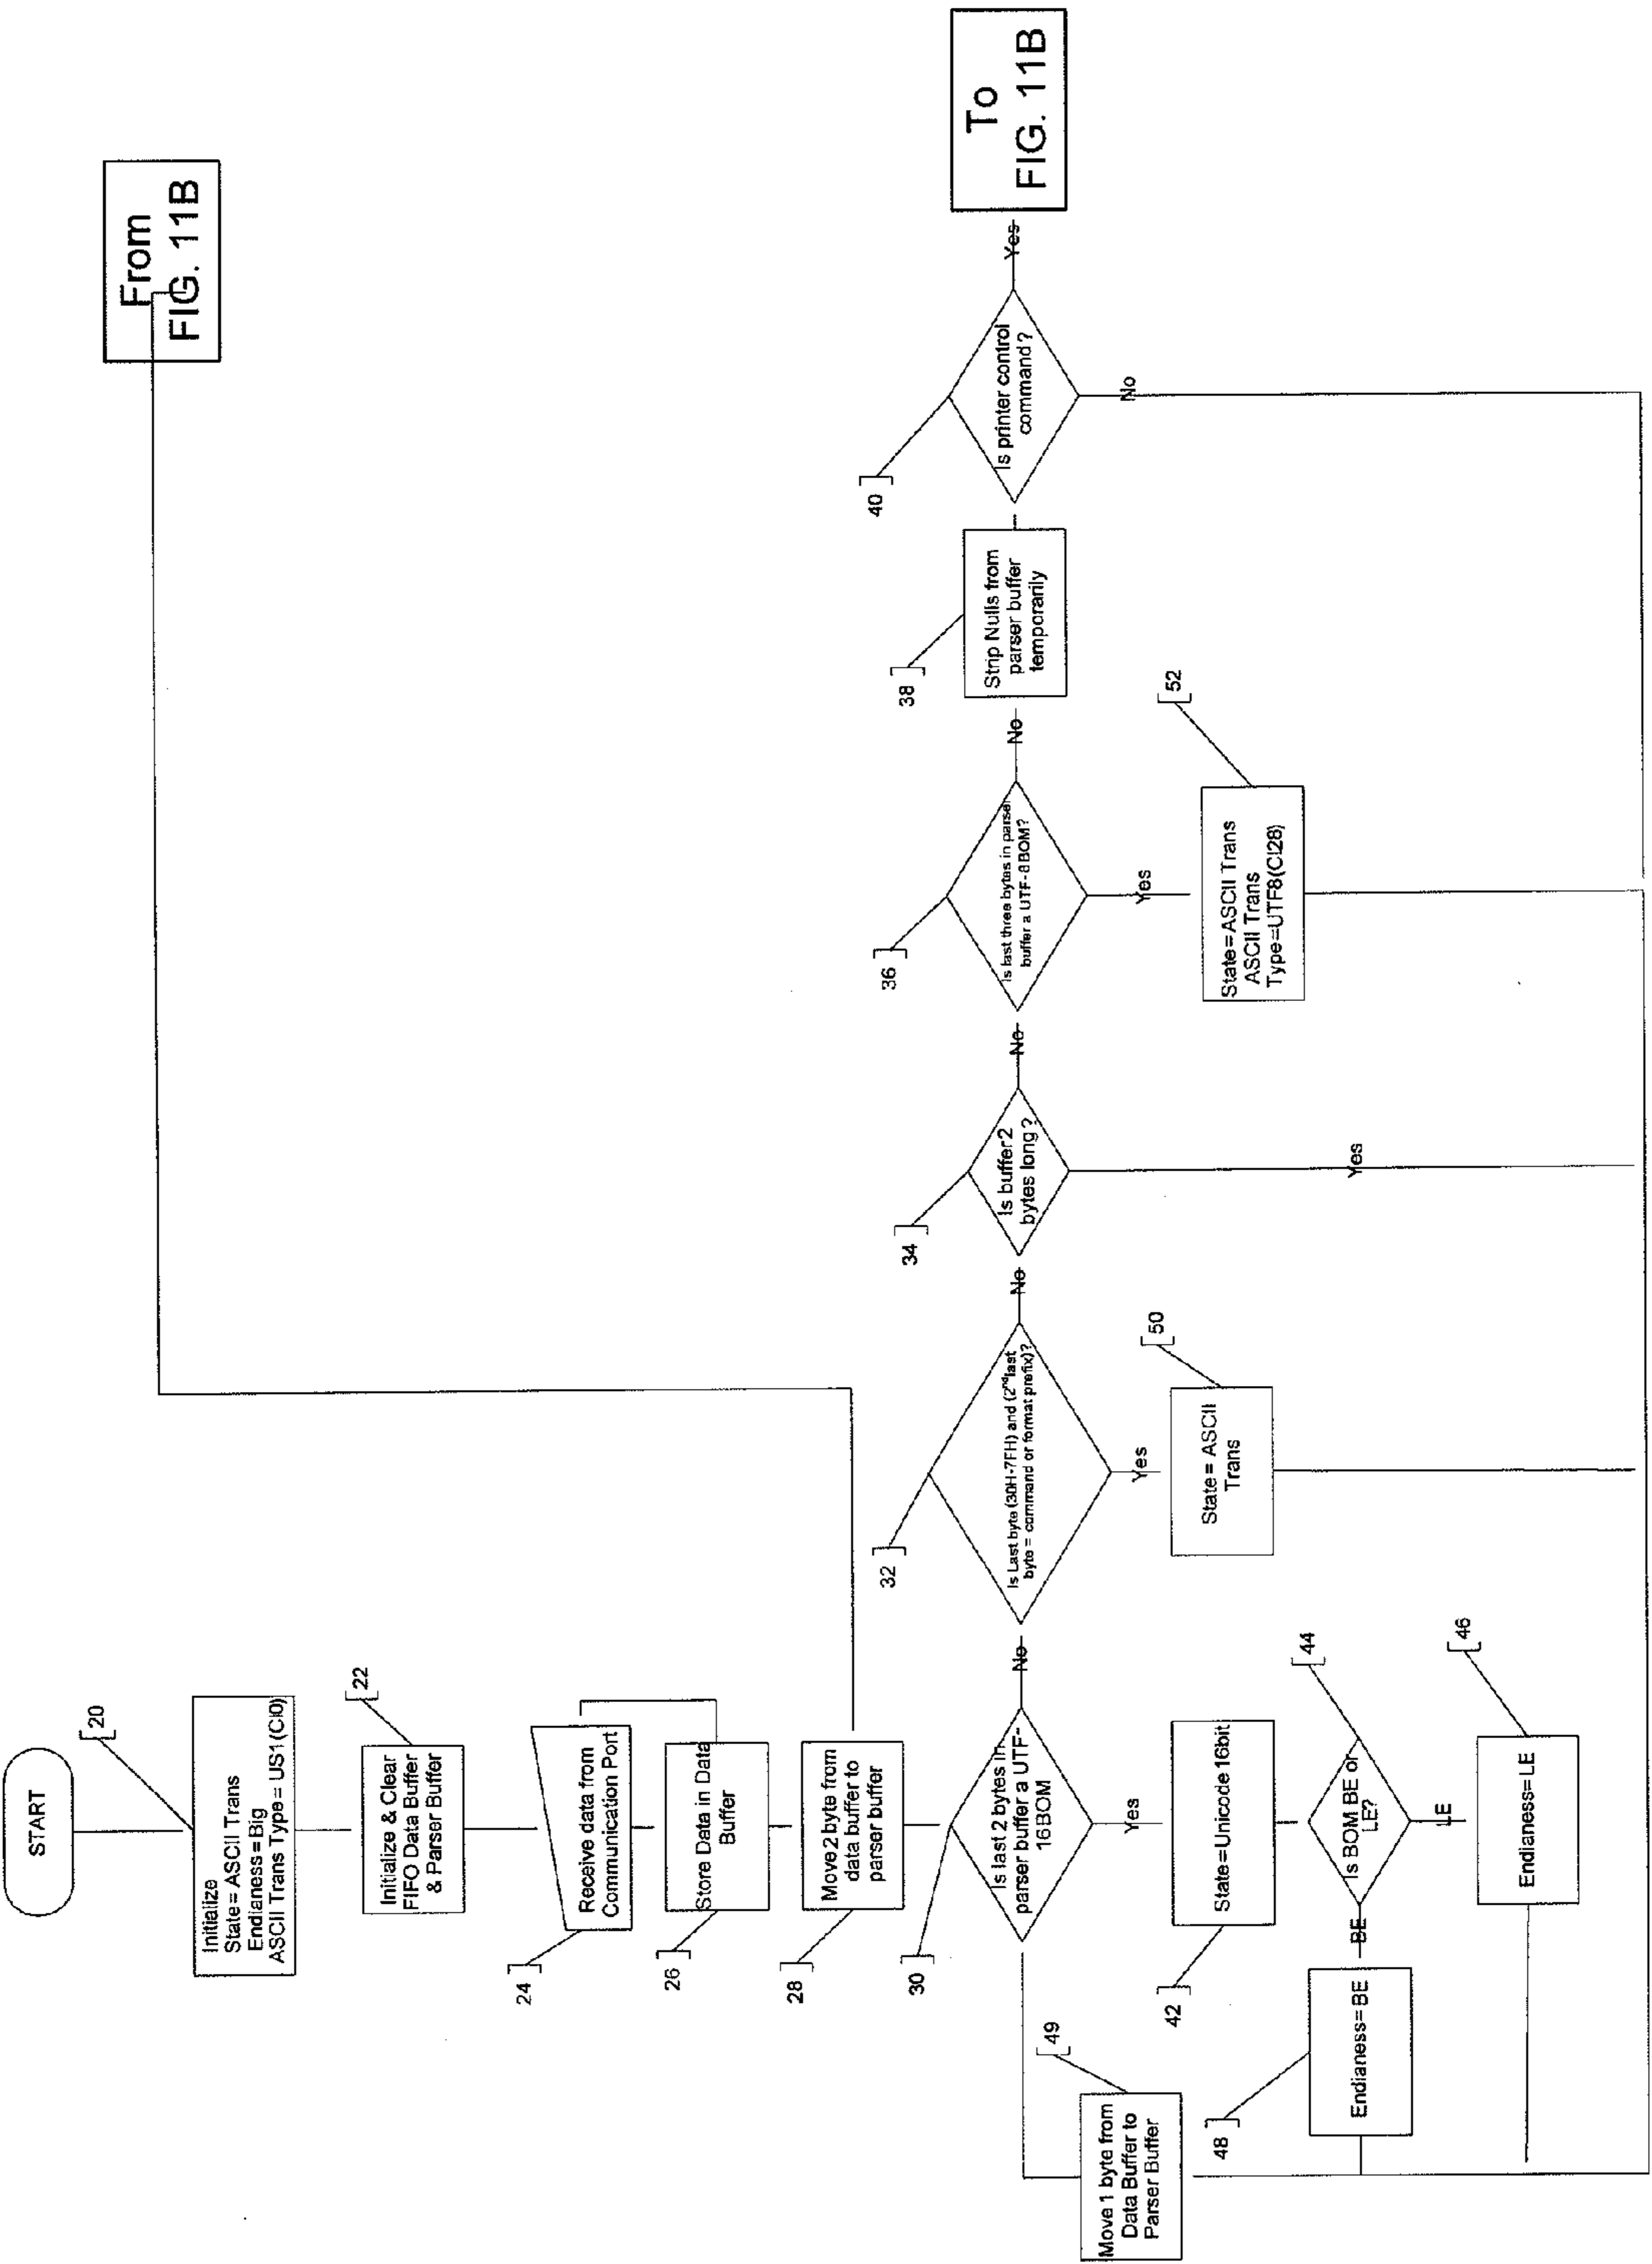 START
20
Initialize
State=ASCII Trans
Endianess=Big
ASCII Trans Type=US1(CI0)
22
Initialize & Clear
FIFO Data Buffer
& Parser Buffer
24
Receive data from
Communication Port
26
Store Data in Data
Buffer
28
Move 2 byte from
data buffer to
parser buffer
From
FIG. 11B
30
Is last 2 bytes in
parser buffer a UTF-
16BOM
No
Yes
32
Is Last byte (30H-7FH) and (2nd last
byte = command or format prefix)?
No
Yes
34
Is buffer 2
bytes long?
No
Yes
36
Is last three bytes in parser
buffer a UTF-8BOM?
No
Yes
38
Strip Nulls from
parser buffer
temporarily
40
Is printer control
command?
Yes
No
To
FIG. 11B
42
State=Unicode 16bit
44
Is BOM BE or
LE?
BE
LE
46
Endianess=LE
48
Endianess=BE
49
Move 1 byte from
Data Buffer to
Parser Buffer
50
State=ASCII
Trans
52
State=ASCII Trans
ASCII Trans
Type=UTF8(CI28)